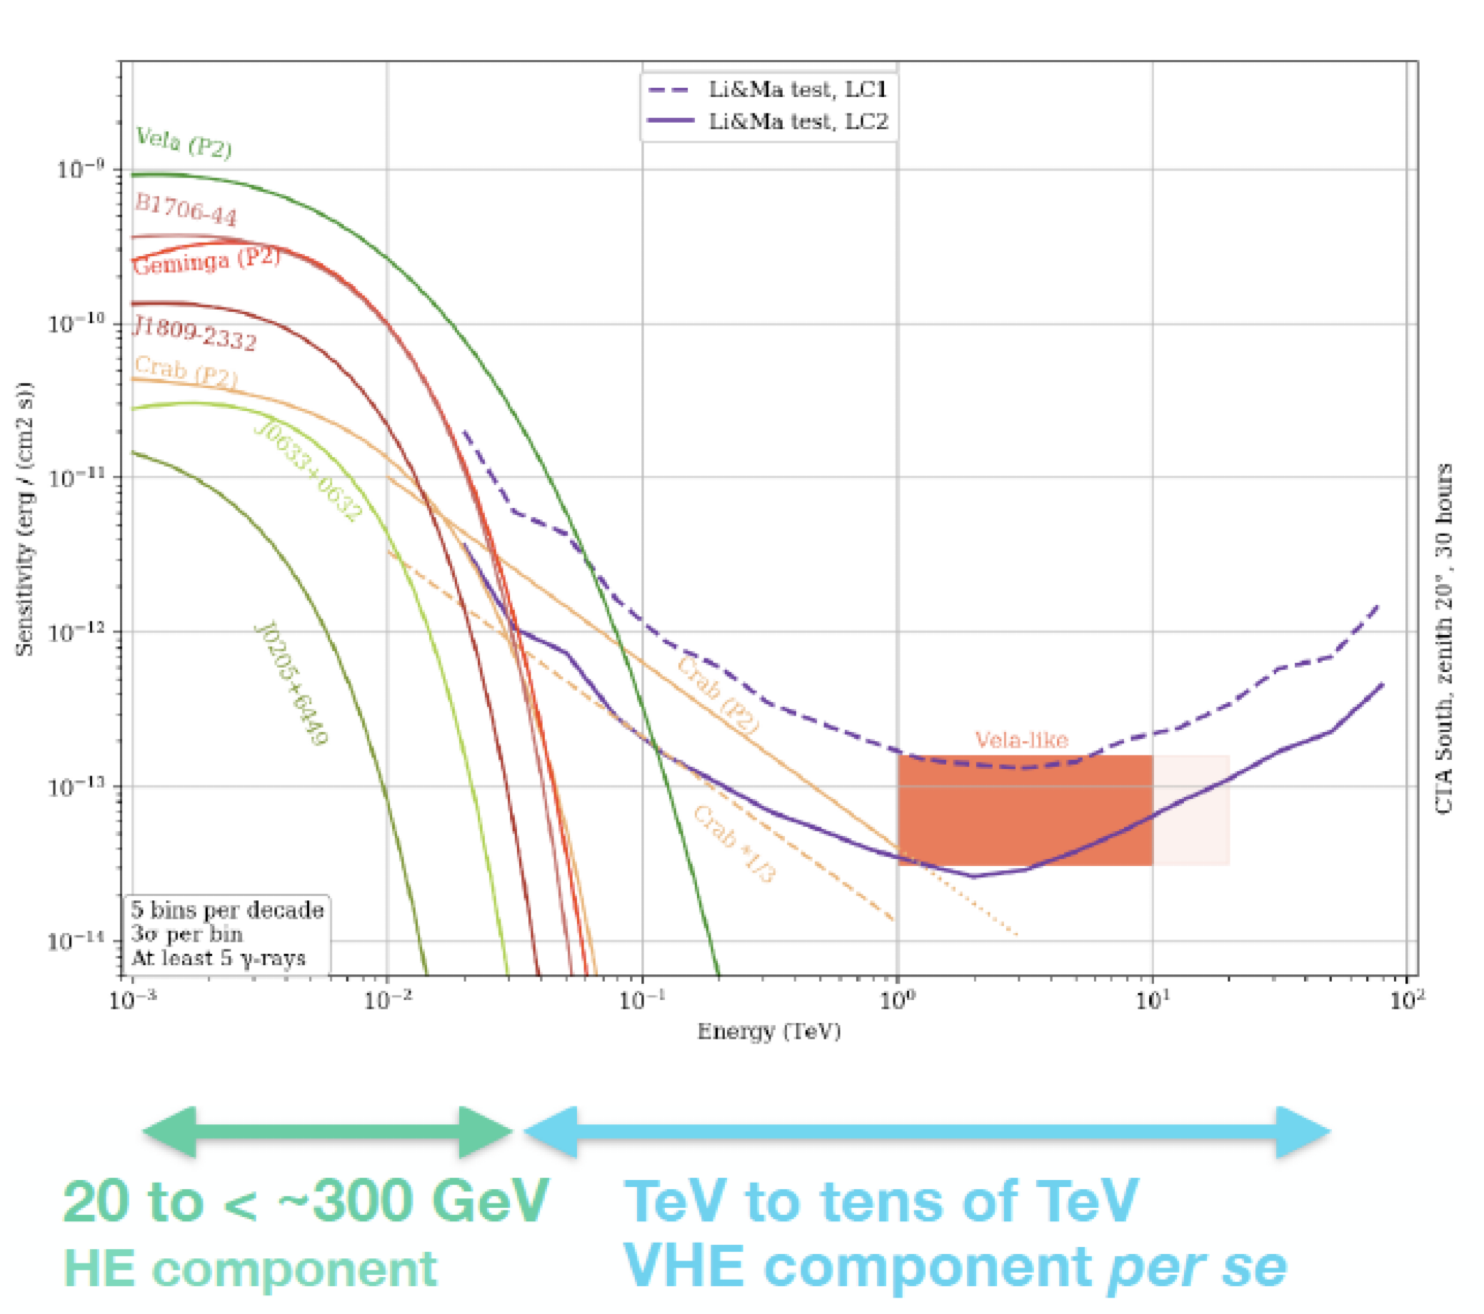 Li&Ma test, LC1
Li&Ma test, LC2
Vela (P2)
B1706-44
Geminga (P2)
J1809-2332
Crab (P2)
J0633+0632
J0205+6449
Crab (P2)
Crab *1/3
Vela-like
5 bins per decade
3σ per bin
At least 5 γ-rays
10⁻⁹
10⁻¹⁰
10⁻¹¹
10⁻¹²
10⁻¹³
10⁻¹⁴
Sensitivity (erg / (cm2 s))
10⁻³ 10⁻² 10⁻¹ 10⁰ 10¹ 10²
Energy (TeV)
CTA South, zenith 20°, 30 hours
20 to < ~300 GeV
HE component
TeV to tens of TeV
VHE component per se